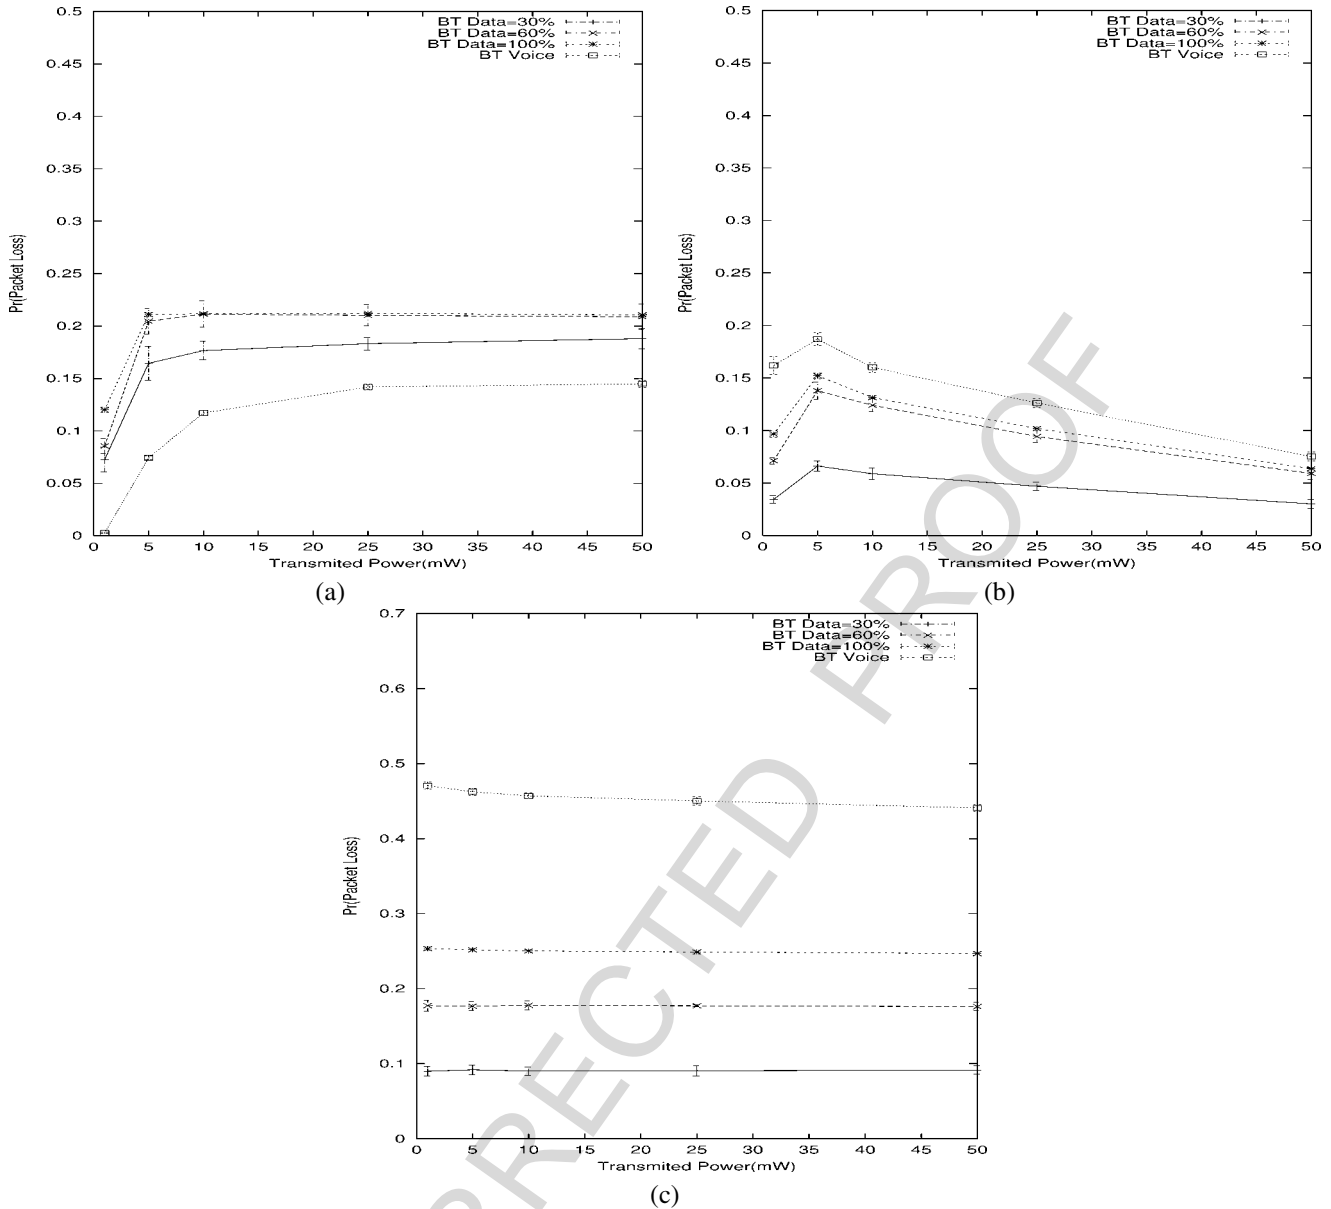 0.5
0.45
0.4
0.35
0.3
0.25
0.2
0.15
0.1
0.05
0
Pr(Packet Loss)
BT Data=30%
BT Data=60%
BT Data=100%
BT Voice
0 5 10 15 20 25 30 35 40 45 50
Transmited Power(mW)
(a)
0.5
0.45
0.4
0.35
0.3
0.25
0.2
0.15
0.1
0.05
0
Pr(Packet Loss)
BT Data=30%
BT Data=60%
BT Data=100%
BT Voice
0 5 10 15 20 25 30 35 40 45 50
Transmited Power(mW)
(b)
0.7
0.6
0.5
0.4
0.3
0.2
0.1
0
Pr(Packet Loss)
BT Data=30%
BT Data=60%
BT Data=100%
BT Voice
0 5 10 15 20 25 30 35 40 45 50
Transmited Power(mW)
(c)
RRECTED PROOF